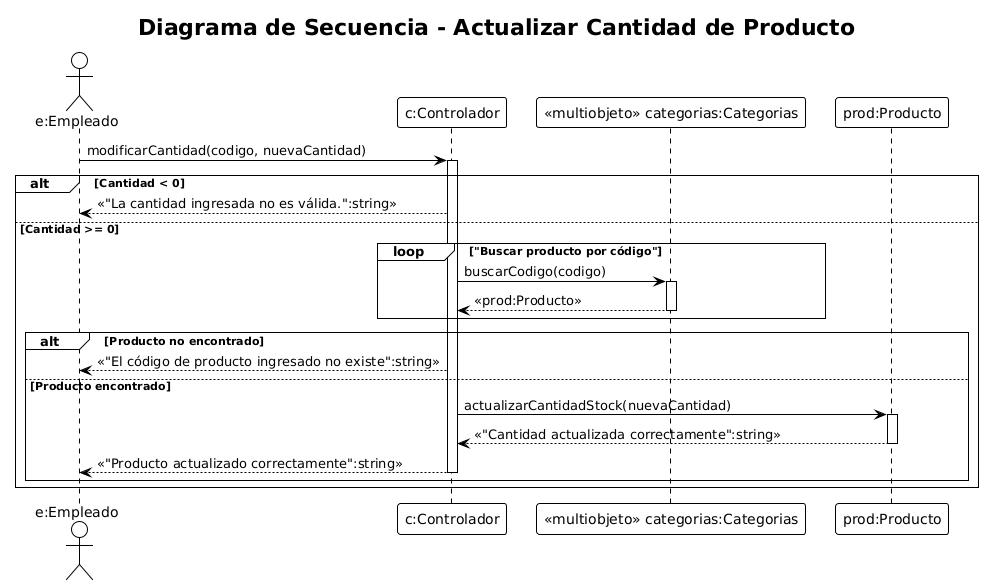 Diagrama de Secuencia - Actualizar Cantidad de Producto
e:Empleado
c:Controlador
«multiobjeto» categorias:Categorias
prod:Producto
modificarCantidad(codigo, nuevaCantidad)
alt
[Cantidad < 0]
«"La cantidad ingresada no es válida.":string»
[Cantidad >= 0]
loop
["Buscar producto por código"]
buscarCodigo(codigo)
«prod:Producto»
alt
[Producto no encontrado]
«"El código de producto ingresado no existe":string»
[Producto encontrado]
actualizarCantidadStock(nuevaCantidad)
«"Cantidad actualizada correctamente":string»
«"Producto actualizado correctamente":string»
e:Empleado
c:Controlador
«multiobjeto» categorias:Categorias
prod:Producto